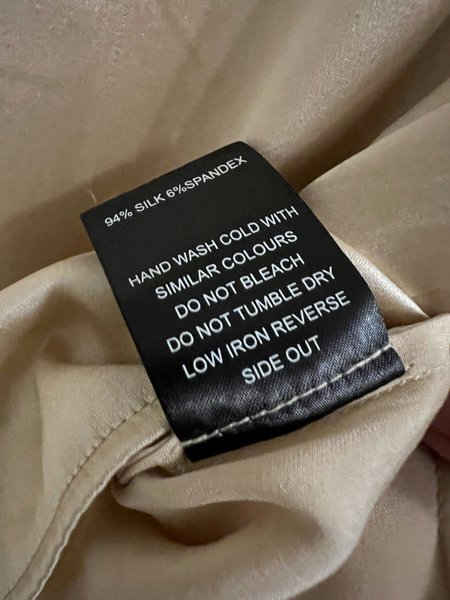 94% SILK 6%SPANDEX
HAND WASH COLD WITH
SIMILAR COLOURS
DO NOT BLEACH
DO NOT TUMBLE DRY
LOW IRON REVERSE
SIDE OUT